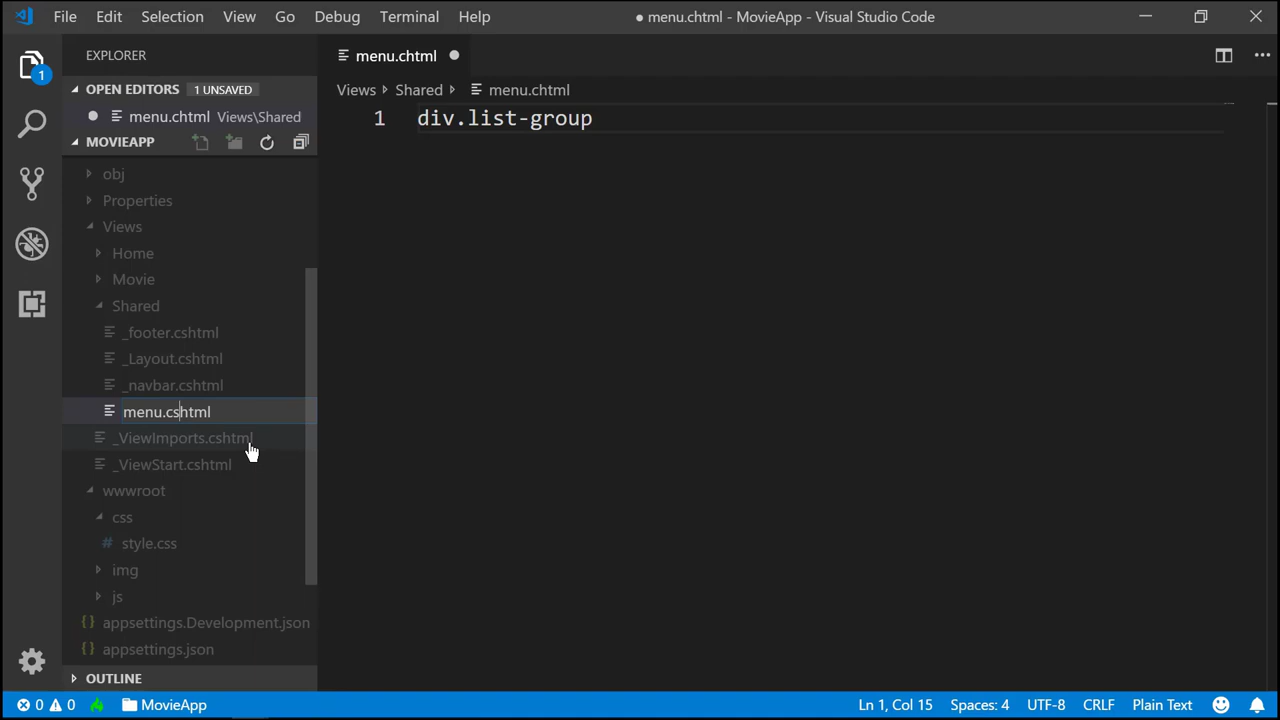 File Edit Selection View Go Debug Terminal Help
● menu.chtml - MovieApp - Visual Studio Code
EXPLORER
menu.chtml
1
OPEN EDITORS 1 UNSAVED
menu.chtml Views\Shared
Views Shared menu.chtml
MOVIEAPP
1 div.list-group
obj
Properties
Views
Home
Movie
Shared
_footer.cshtml
_Layout.cshtml
_navbar.cshtml
menu.cshtml
_ViewImports.cshtml
_ViewStart.cshtml
wwwroot
css
# style.css
img
js
{} appsettings.Development.json
{} appsettings.json
OUTLINE
0 0 MovieApp Ln 1, Col 15 Spaces: 4 UTF-8 CRLF Plain Text